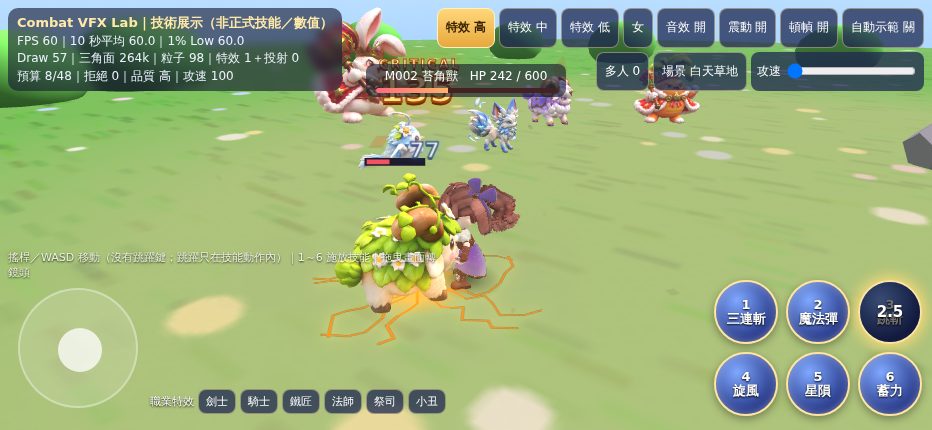 Combat VFX Lab｜技術展示（非正式技能／數值）
FPS 60｜10 秒平均 60.0｜1% Low 60.0
Draw 57｜三角面 264k｜粒子 98｜特效 1＋投射 0
預算 8/48｜拒絕 0｜品質 高｜攻速 100
特效 高
特效 中
特效 低
女
音效 開
震動 開
頓幀 開
自動示範 關
多人 0
場景 白天草地
攻速
CRITICAL
M002 苔角獸 HP 242 / 600
77
搖桿／WASD 移動（沒有跳躍鍵；跳躍只在技能動作內）｜1～6 施放技能
鏡頭
1
三連斬
2
魔法彈
2.5
4
旋風
5
星隕
6
蓄力
職業特效
劍士
騎士
鐵匠
法師
祭司
小丑